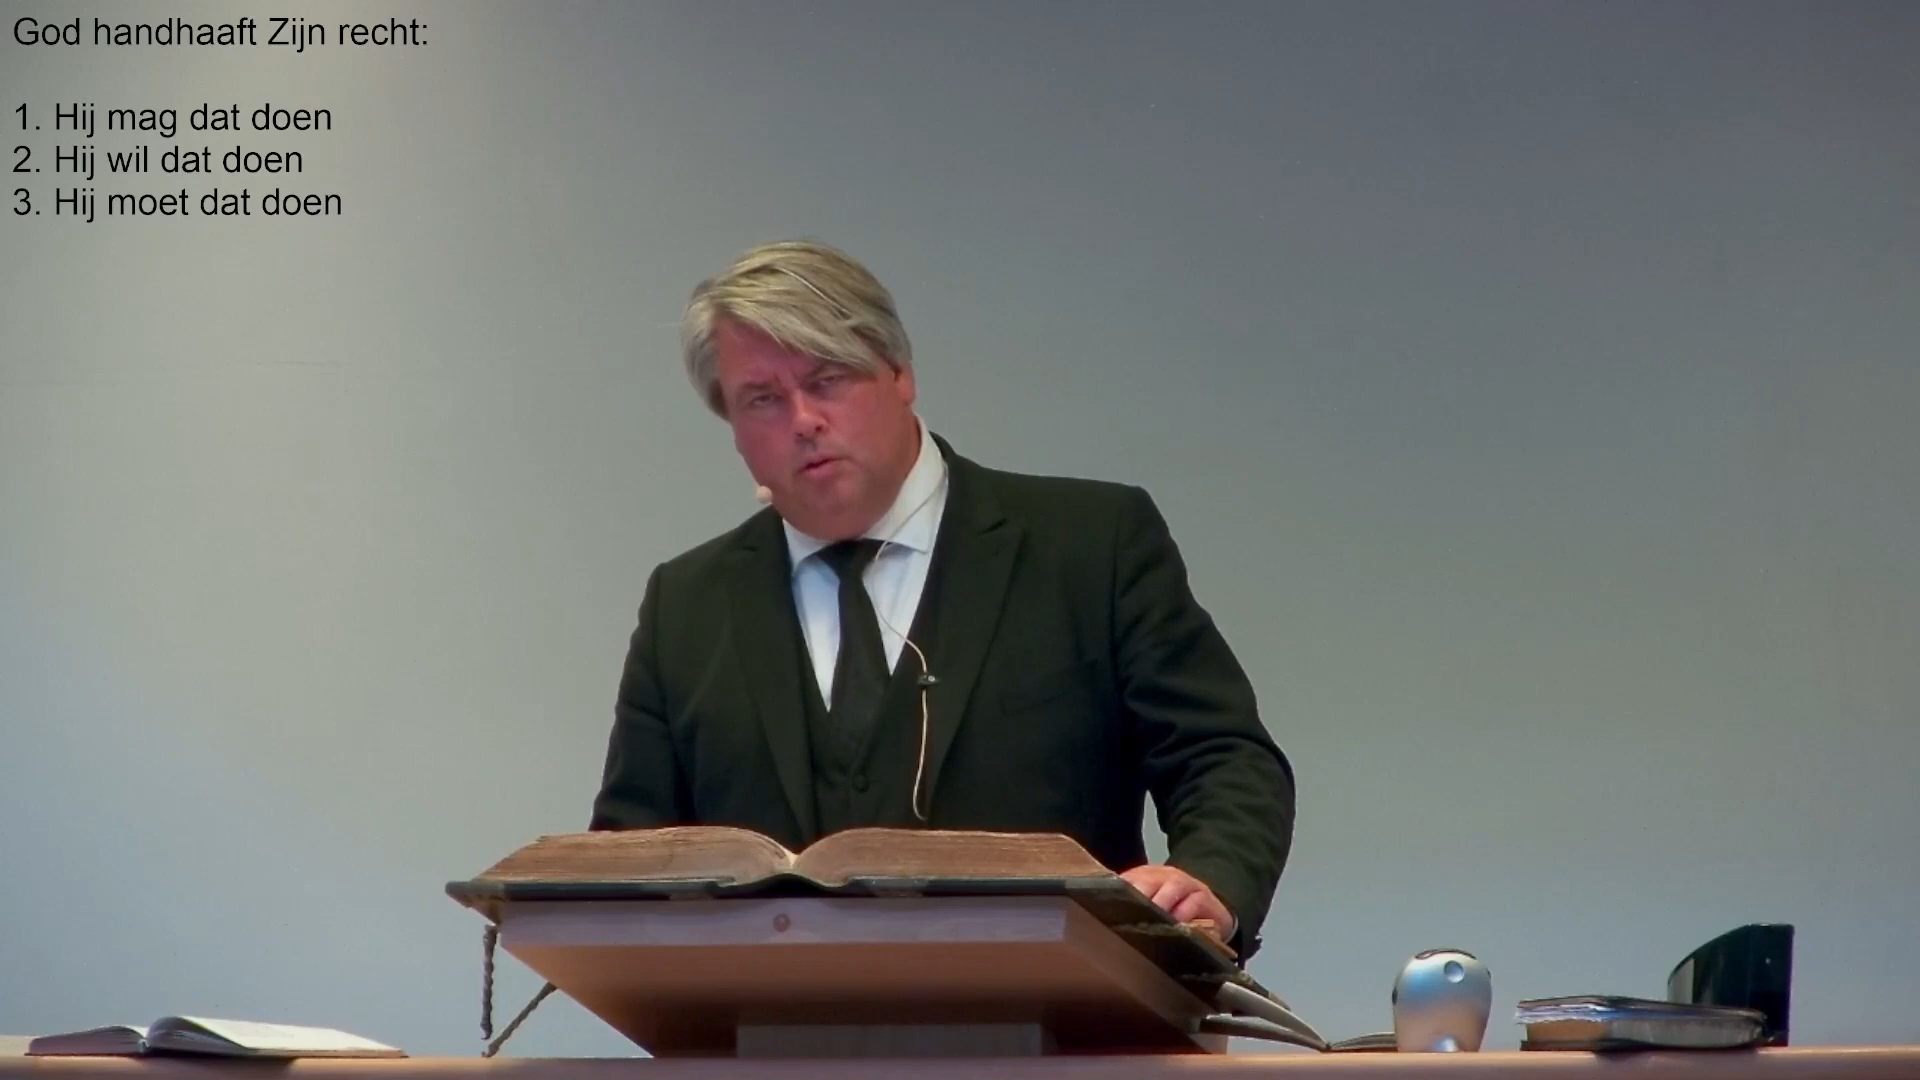 God handhaaft Zijn recht:
1. Hij mag dat doen
2. Hij wil dat doen
3. Hij moet dat doen